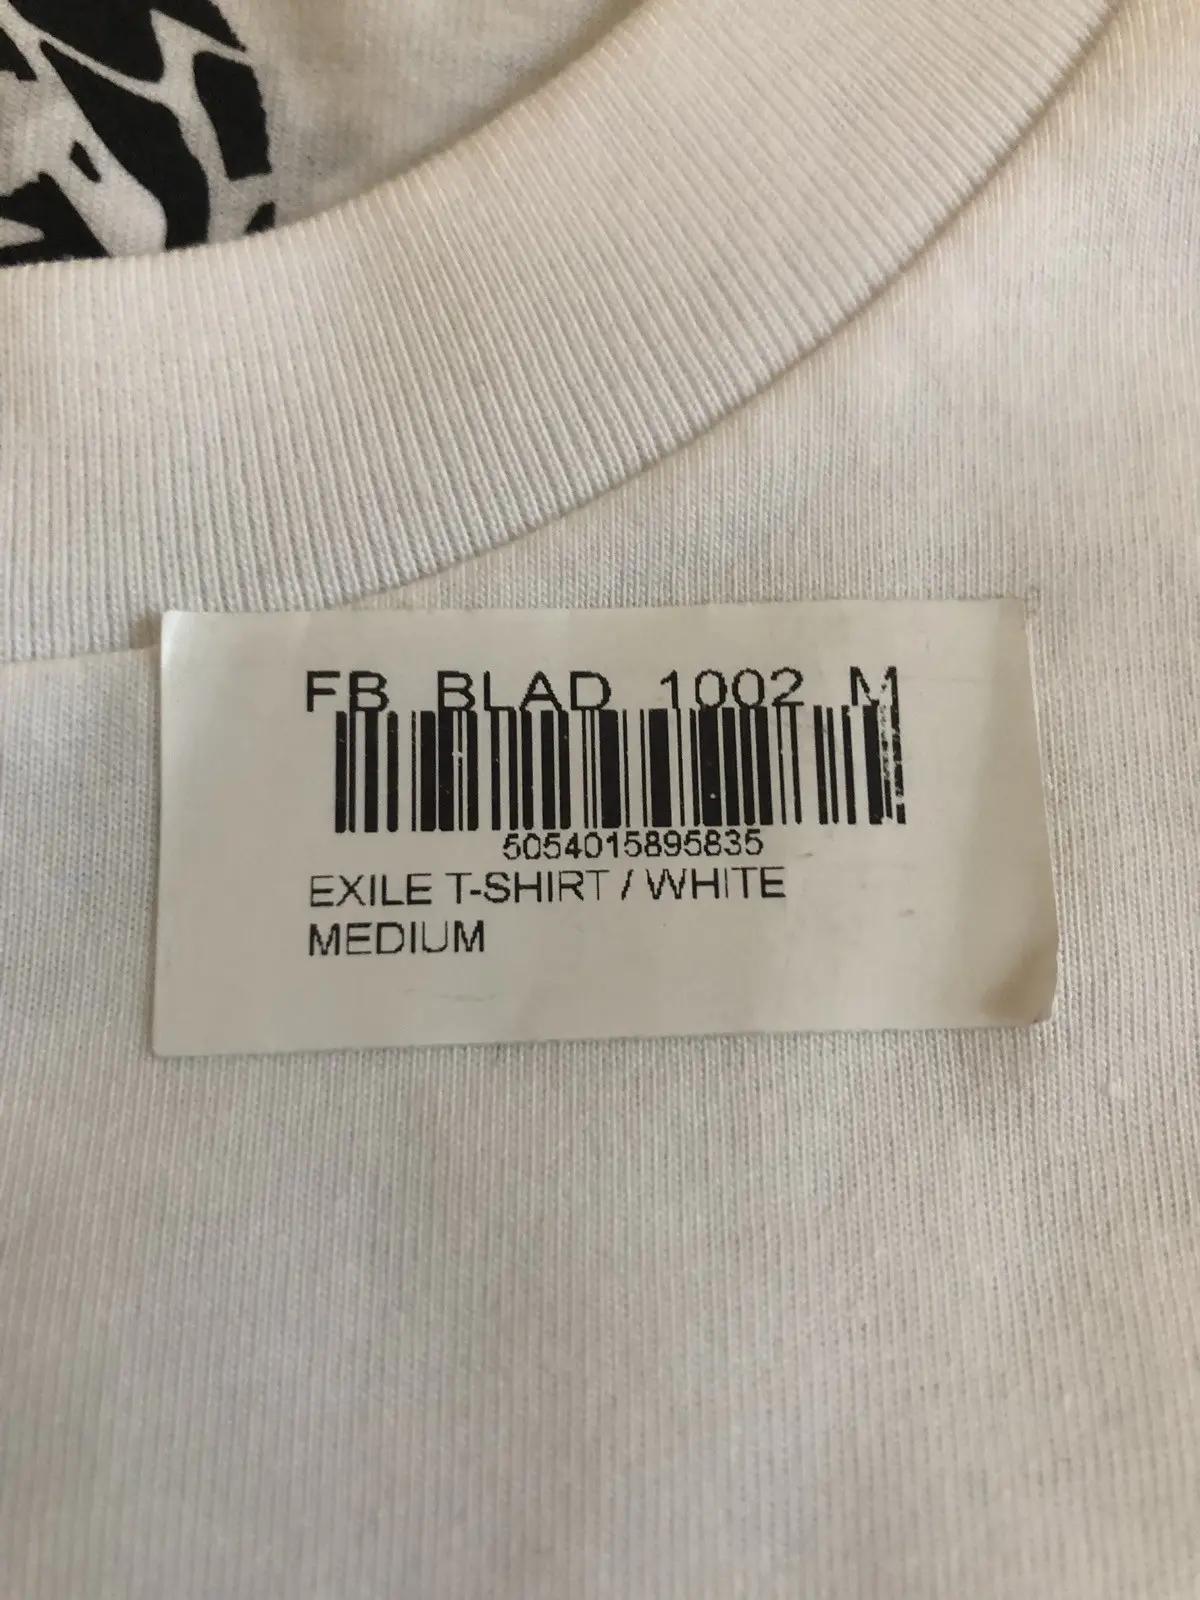 FB BLAD 1002 M
5054015895835
EXILE T-SHIRT / WHITE
MEDIUM